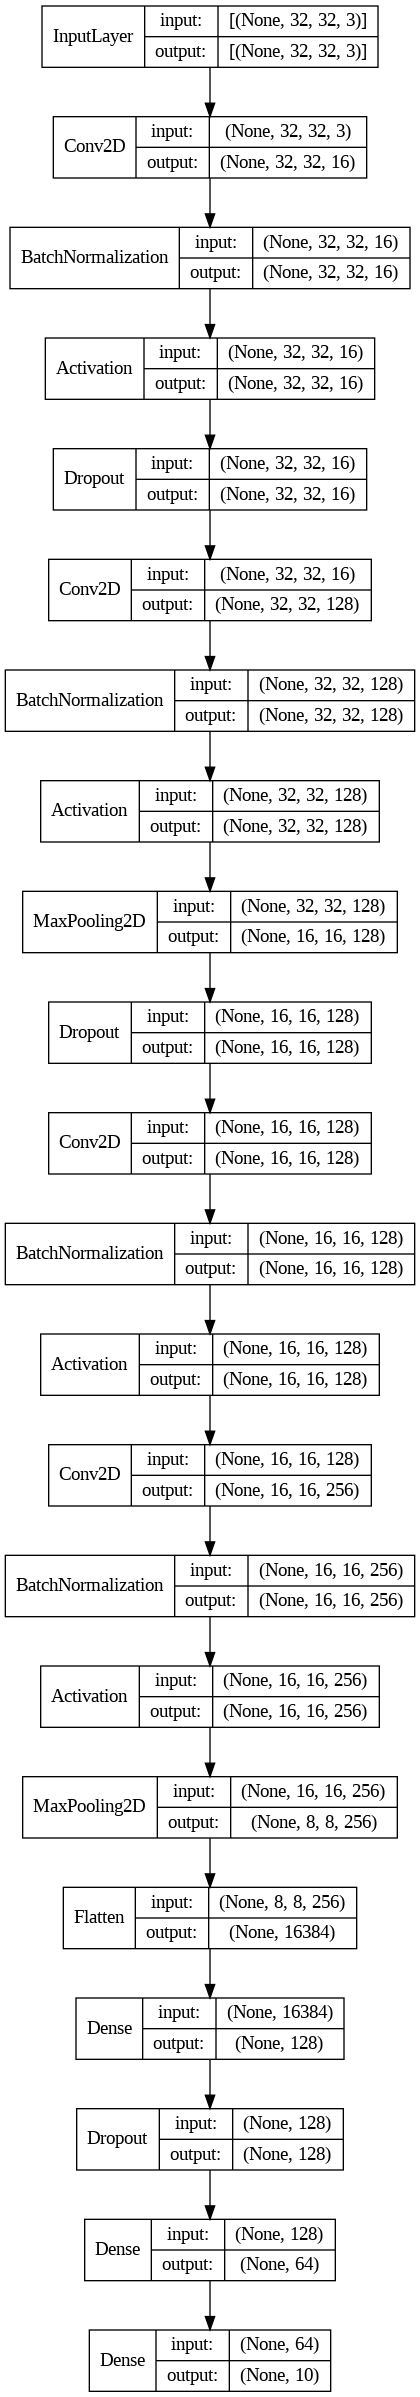 InputLayer input: [(None, 32, 32, 3)]
output: [(None, 32, 32, 3)]
Conv2D input: (None, 32, 32, 3)
output: (None, 32, 32, 16)
BatchNormalization input: (None, 32, 32, 16)
output: (None, 32, 32, 16)
Activation input: (None, 32, 32, 16)
output: (None, 32, 32, 16)
Dropout input: (None, 32, 32, 16)
output: (None, 32, 32, 16)
Conv2D input: (None, 32, 32, 16)
output: (None, 32, 32, 128)
BatchNormalization input: (None, 32, 32, 128)
output: (None, 32, 32, 128)
Activation input: (None, 32, 32, 128)
output: (None, 32, 32, 128)
MaxPooling2D input: (None, 32, 32, 128)
output: (None, 16, 16, 128)
Dropout input: (None, 16, 16, 128)
output: (None, 16, 16, 128)
Conv2D input: (None, 16, 16, 128)
output: (None, 16, 16, 128)
BatchNormalization input: (None, 16, 16, 128)
output: (None, 16, 16, 128)
Activation input: (None, 16, 16, 128)
output: (None, 16, 16, 128)
Conv2D input: (None, 16, 16, 128)
output: (None, 16, 16, 256)
BatchNormalization input: (None, 16, 16, 256)
output: (None, 16, 16, 256)
Activation input: (None, 16, 16, 256)
output: (None, 16, 16, 256)
MaxPooling2D input: (None, 16, 16, 256)
output: (None, 8, 8, 256)
Flatten input: (None, 8, 8, 256)
output: (None, 16384)
Dense input: (None, 16384)
output: (None, 128)
Dropout input: (None, 128)
output: (None, 128)
Dense input: (None, 128)
output: (None, 64)
Dense input: (None, 64)
output: (None, 10)